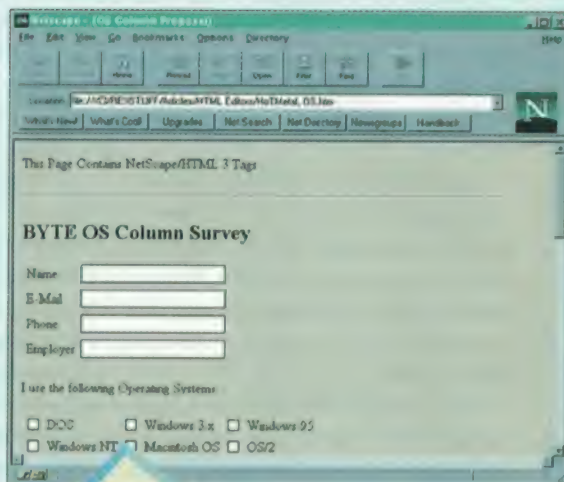 Netscape - [OS Column Proposal]
File Edit View Go Bookmarks Options Directory Help
Home Reload Open Print Find
Location: file:///
What's New! What's Cool! Upgrades Net Search Net Directory Newsgroups Handbook
This Page Contains NetScape/HTML 3 Tags
BYTE OS Column Survey
Name
E-Mail
Phone
Employer
I use the following Operating Systems
DOS Windows 3.x Windows 95
Windows NT Macintosh OS OS/2